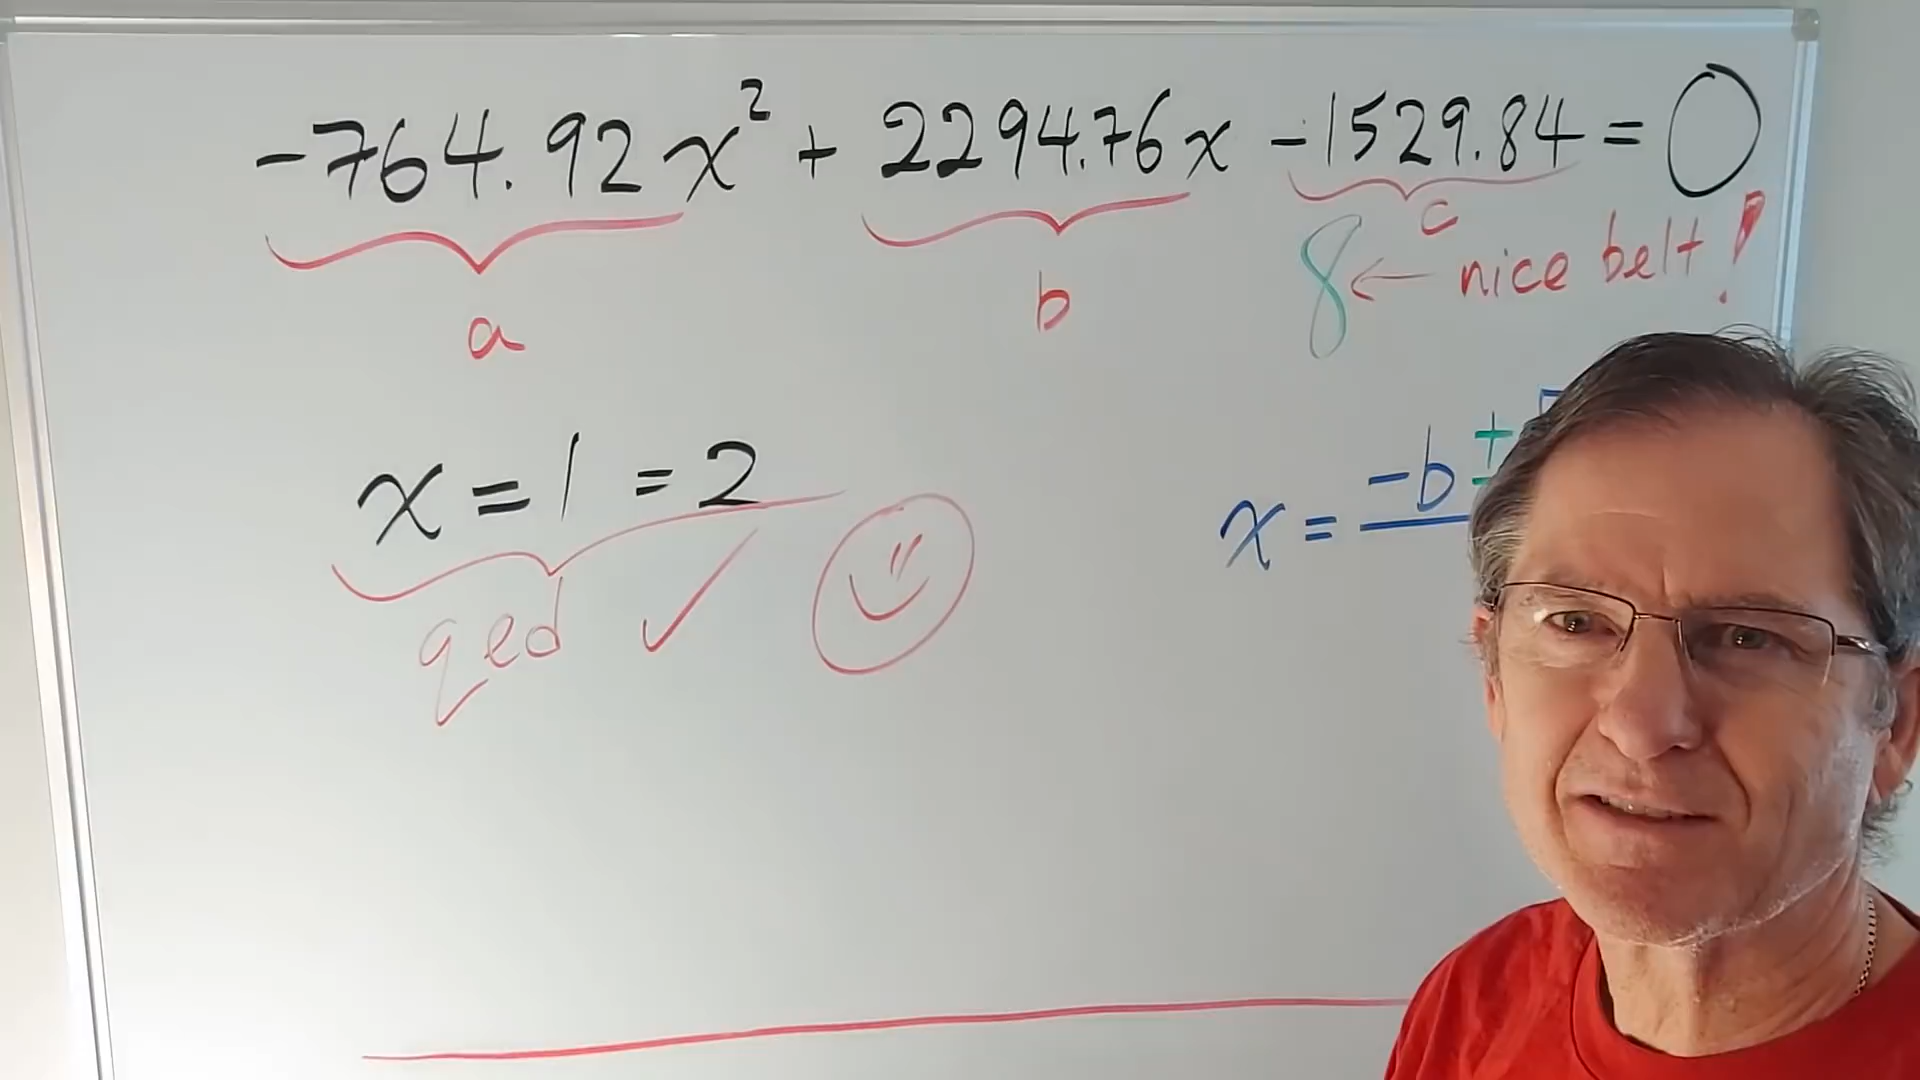 -764.92x² + 2294.76x -1529.84 = 0
a
b
c
8 ← nice belt!
x = 1 = 2
qed ✓
x = -b ±